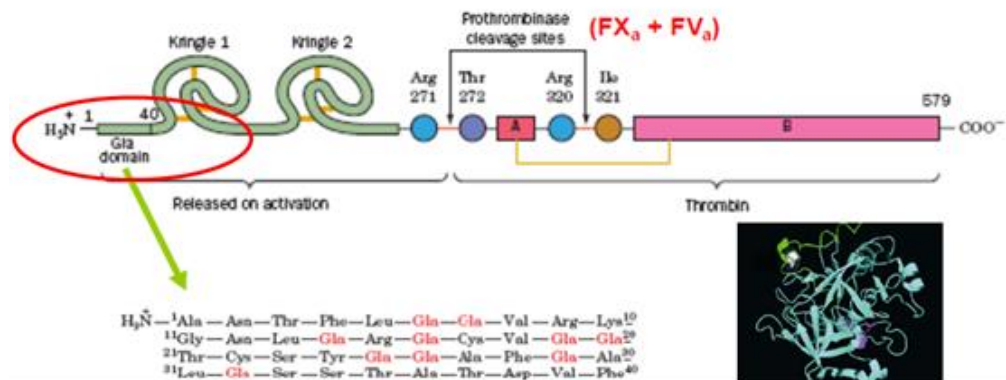 Prothrombinase cleavage sites (FXa + FVa)
Kringle 1 Kringle 2
Arg 271 Thr 272 Arg 320 Ile 321
H3N+ 1 40 A B 579 COO−
Gla domain
Released on activation Thrombin
H3N+—1Ala—Asn—Thr—Phe—Leu—Gla—Gla—Val—Arg—Lys10
11Gly—Asn—Leu—Gla—Arg—Gla—Cys—Val—Gla—Gla20
21Thr—Cys—Ser—Tyr—Gla—Gla—Ala—Phe—Gla—Ala30
31Leu—Gla—Ser—Ser—Thr—Ala—Thr—Asp—Val—Phe40